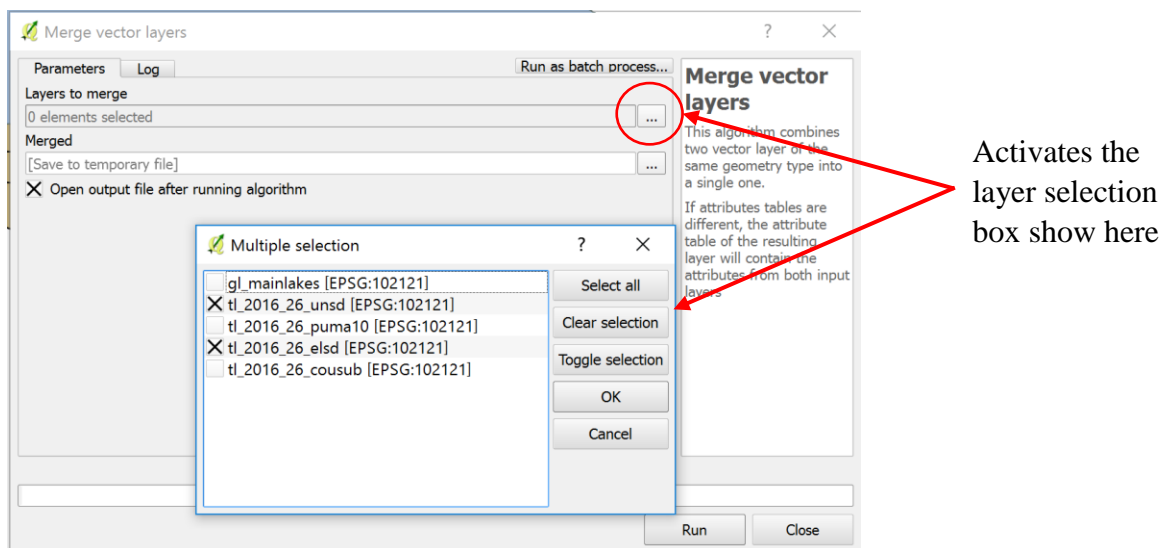 Merge vector layers
Parameters
Log
Run as batch process...
Layers to merge
0 elements selected
...
Merged
[Save to temporary file]
...
Open output file after running algorithm
Merge vector
layers
This algorithm combines
two vector layer of the
same geometry type into
a single one.
If attributes tables are
different, the attribute
table of the resulting
layer will contain the
attributes from both input
layers
Multiple selection
gl_mainlakes [EPSG:102121]
tl_2016_26_unsd [EPSG:102121]
tl_2016_26_puma10 [EPSG:102121]
tl_2016_26_elsd [EPSG:102121]
tl_2016_26_cousub [EPSG:102121]
Select all
Clear selection
Toggle selection
OK
Cancel
Run
Close
Activates the
layer selection
box show here